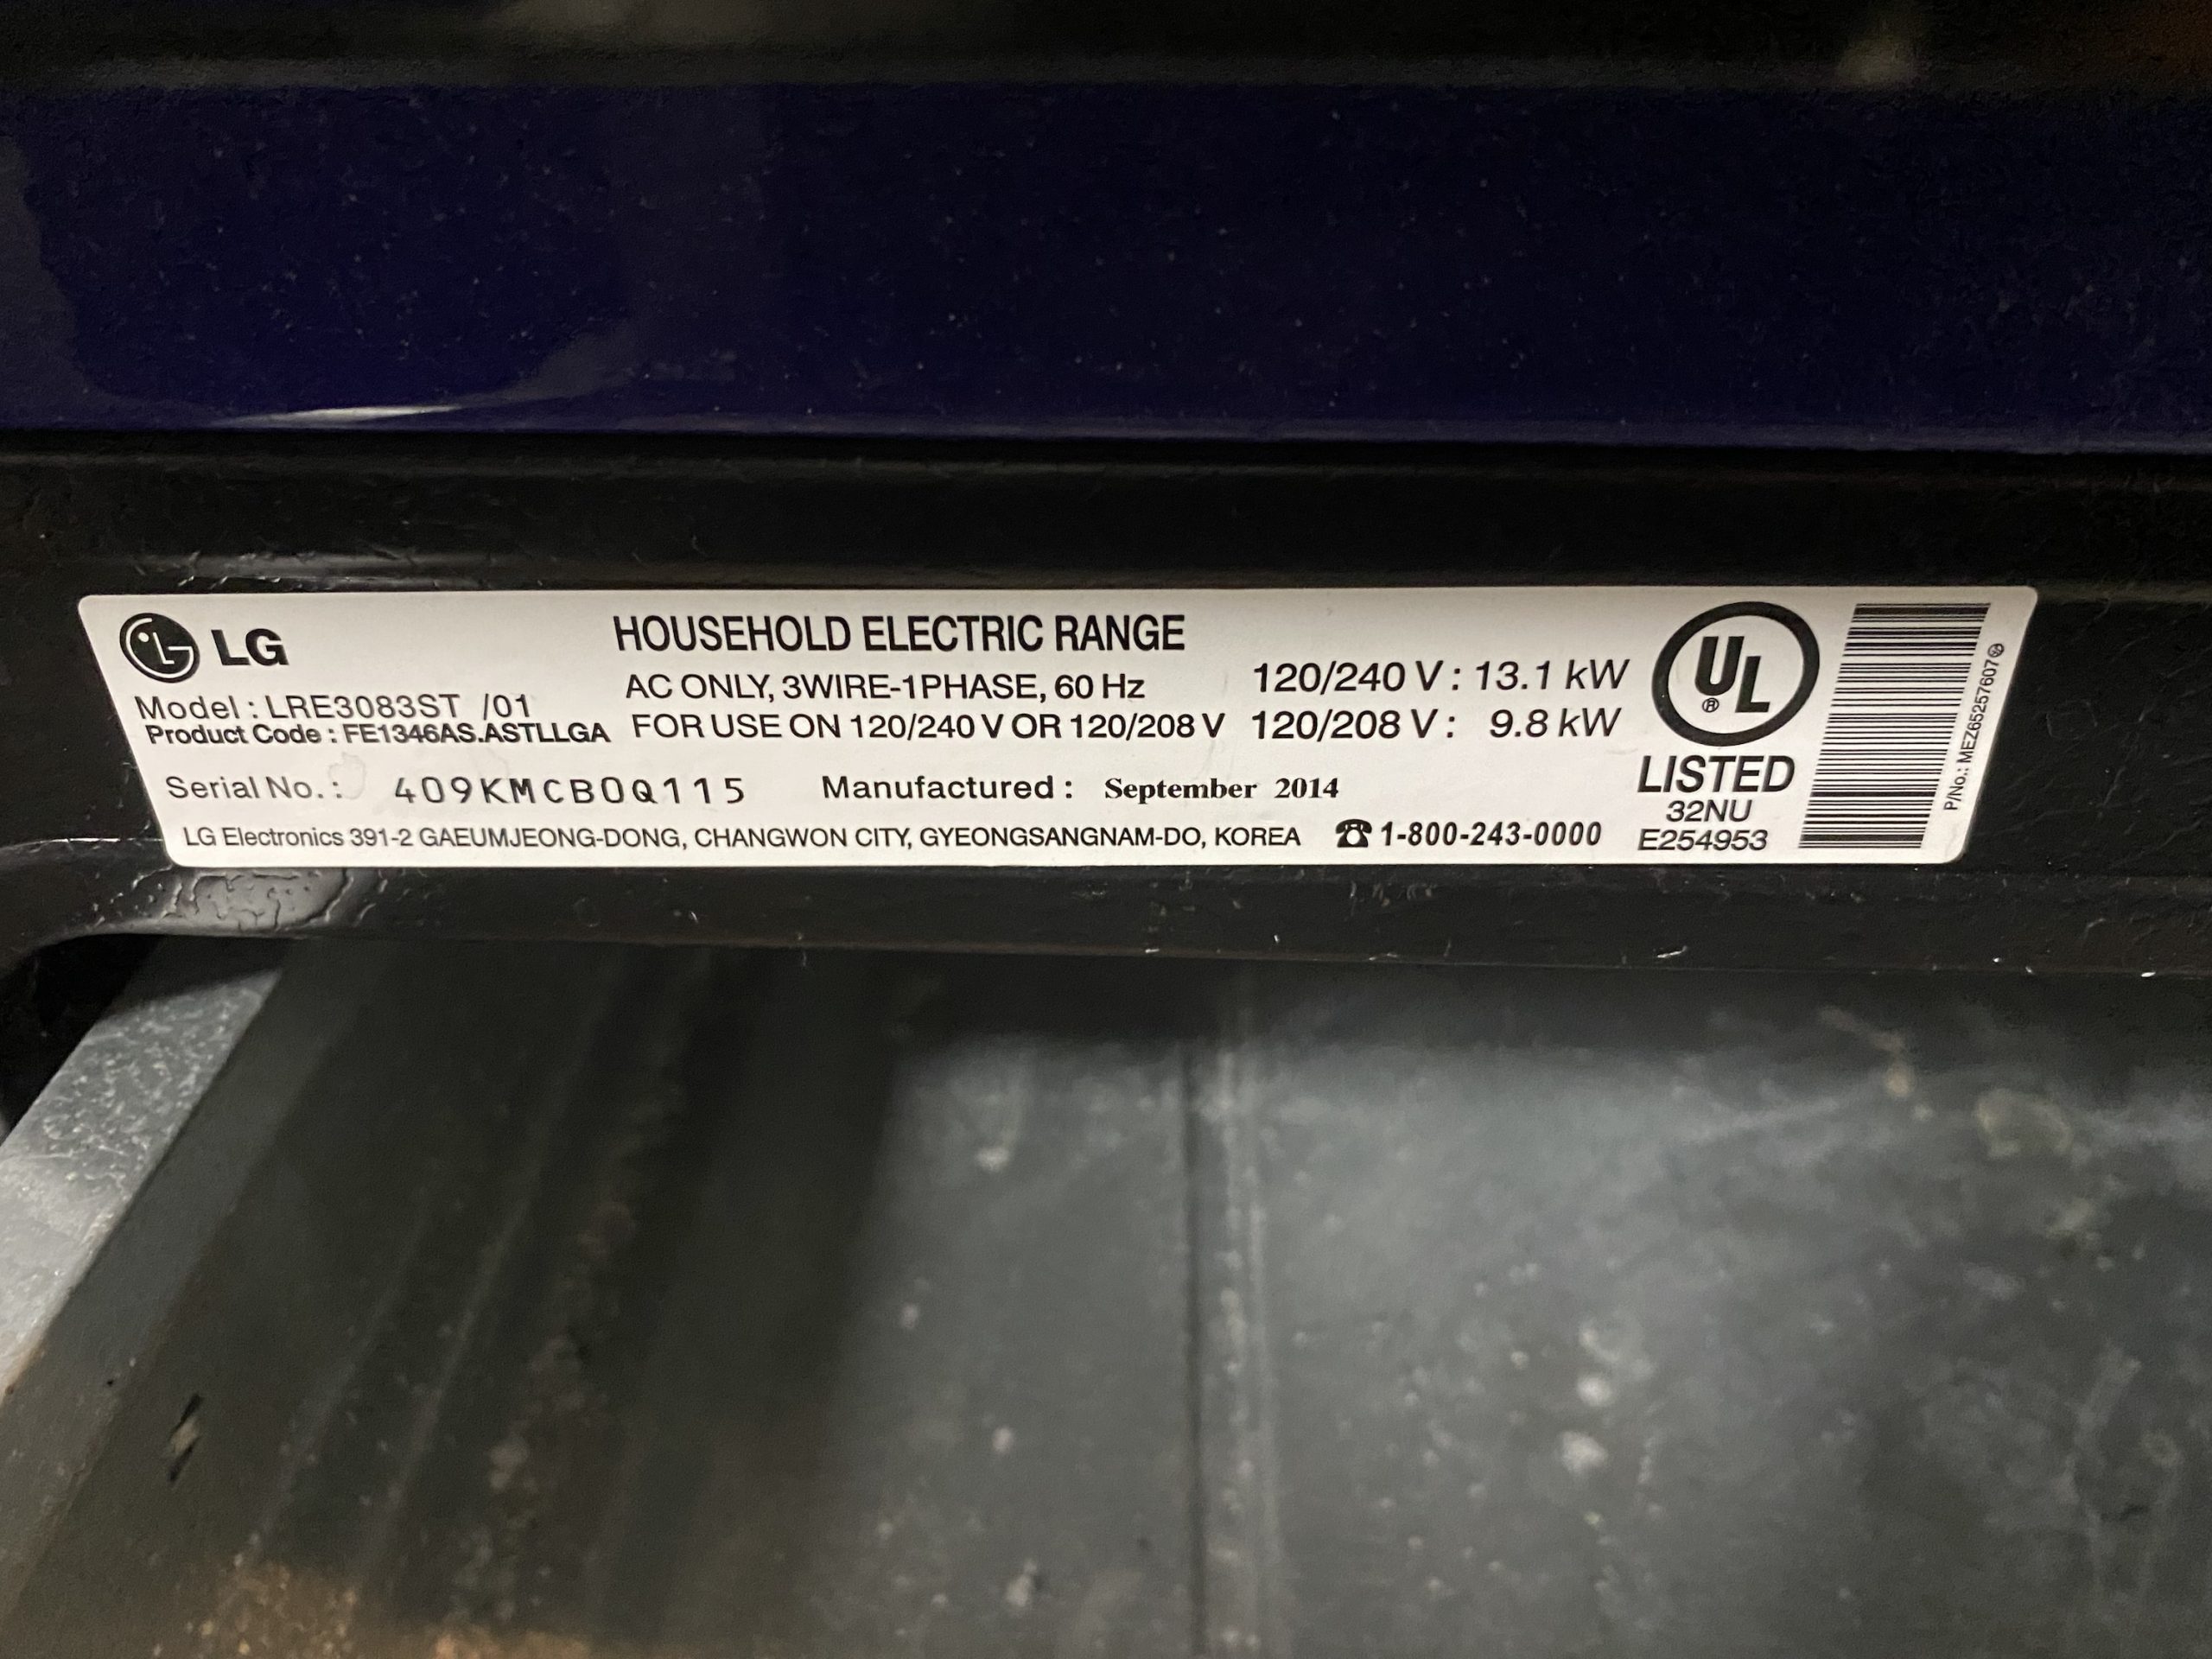 LG
HOUSEHOLD ELECTRIC RANGE
Model : LRE3083ST /01
Product Code : FE1346AS.ASTLLGA
AC ONLY, 3WIRE-1PHASE, 60 Hz
FOR USE ON 120/240 V OR 120/208 V
120/240 V : 13.1 kW
120/208 V : 9.8 kW
Serial No. : 409KMCB0Q115
Manufactured : September 2014
LG Electronics 391-2 GAEUMJEONG-DONG, CHANGWON CITY, GYEONGSANGNAM-DO, KOREA ☎ 1-800-243-0000
UL ®
LISTED
32NU
E254953
P/No.: MEZ65257607